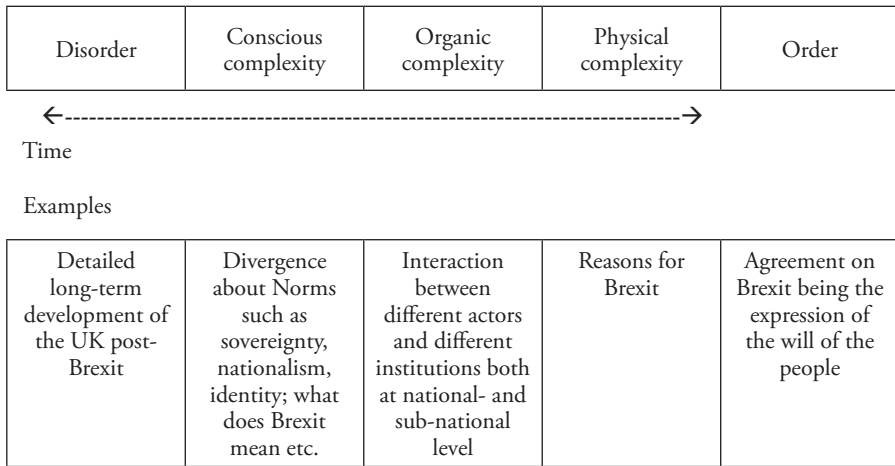 Disorder
Conscious
complexity
Organic
complexity
Physical
complexity
Order
←--------------------------------------------------------------------------→
Time
Examples
Detailed
long-term
development of
the UK post-
Brexit
Divergence
about Norms
such as
sovereignty,
nationalism,
identity; what
does Brexit
mean etc.
Interaction
between
different actors
and different
institutions both
at national- and
sub-national
level
Reasons for
Brexit
Agreement on
Brexit being the
expression of
the will of the
people